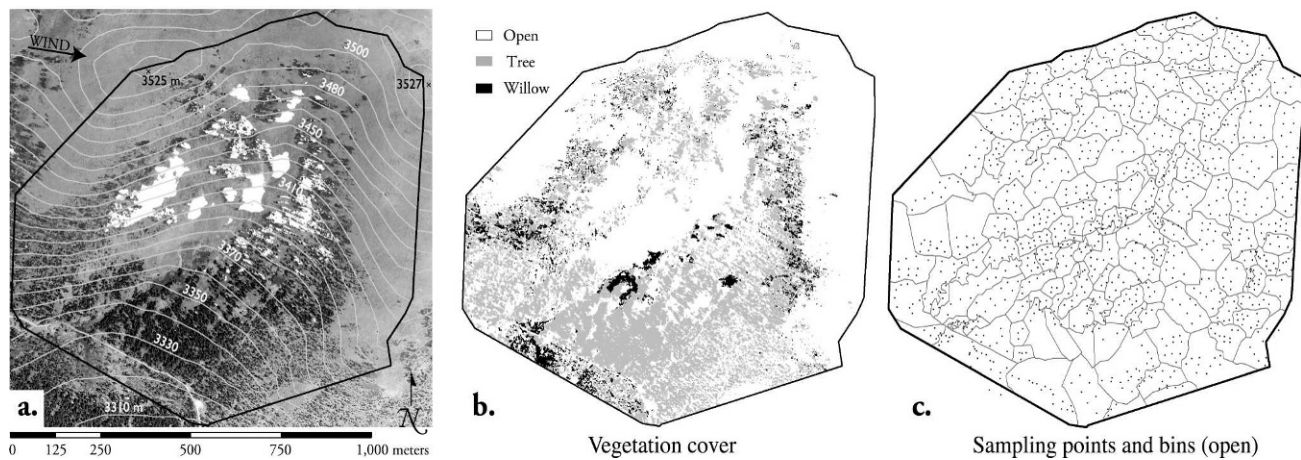 WIND
3525 m
3500
3527 ×
3480
3450
3410
3370
3350
3330
3310 m
a.
N
0 125 250 500 750 1,000 meters
Open
Tree
Willow
b.
Vegetation cover
c.
Sampling points and bins (open)